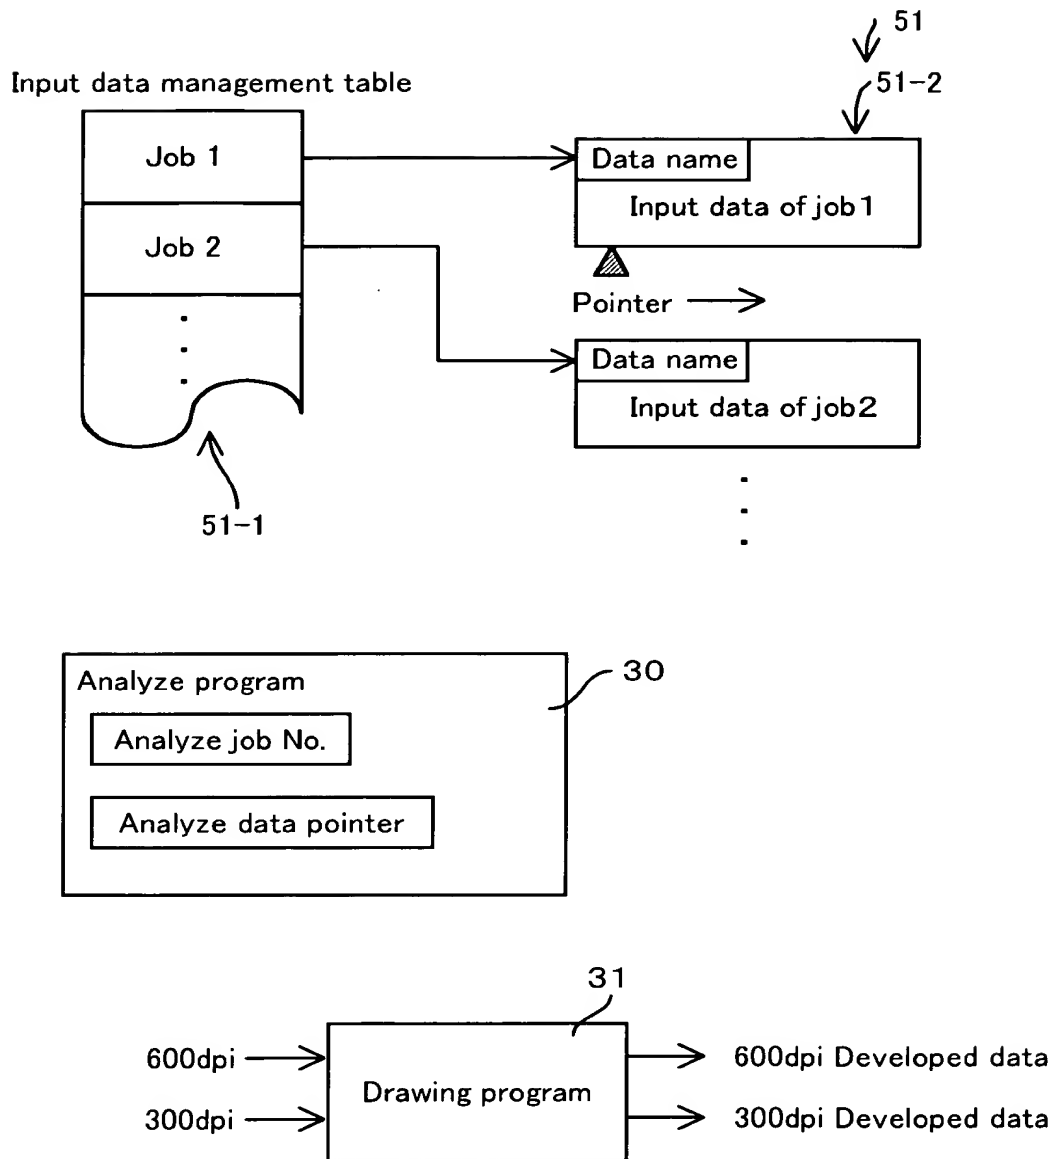 51
51-2
Input data management table
Job 1
Data name
Input data of job1
Job 2
Pointer
Data name
Input data of job2
51-1
30
Analyze program
Analyze job No.
Analyze data pointer
31
600dpi
600dpi Developed data
Drawing program
300dpi
300dpi Developed data